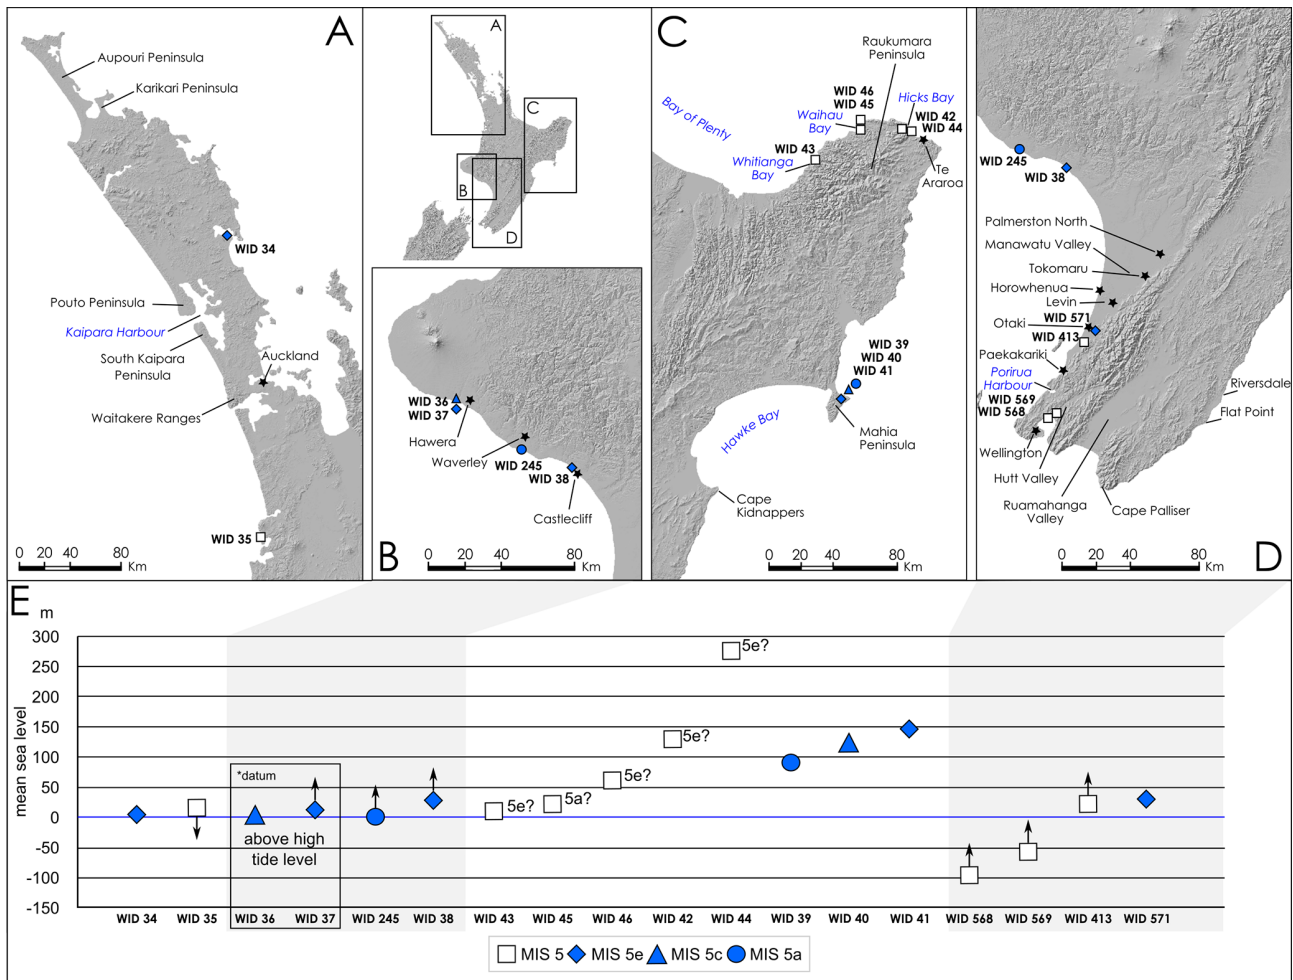 A
Aupouri Peninsula
Karikari Peninsula
WID 34
Pouto Peninsula
Kaipara Harbour
South Kaipara
Peninsula
Auckland
Waitakere Ranges
WID 35
0 20 40 80
Km
A
C
B
D
WID 36
WID 37
Hawera
Waverley
WID 245
WID 38
Castlecliff
B
0 20 40 80
Km
C
Raukumara
Peninsula
Bay of Plenty
WID 46
WID 45
Hicks Bay
Waihau
Bay
WID 42
WID 44
WID 43
Whitianga
Bay
Te
Araroa
WID 39
WID 40
WID 41
Hawke Bay
Mahia
Peninsula
Cape
Kidnappers
0 20 40 80
Km
WID 245
WID 38
Palmerston North
Manawatu Valley
Tokomaru
Horowhenua
Levin
WID 571
Otaki
WID 413
Paekakariki
Porirua
Harbour
WID 569
WID 568
Riversdale
Flat Point
Wellington
Hutt Valley
Ruamahanga
Valley
Cape Palliser
0 20 40 80
Km
D
E
m
mean sea level
300
250
200
150
100
50
0
-50
-100
-150
*datum
above high
tide level
5e?
5a?
5e?
5e?
5e?
WID 34 WID 35 WID 36 WID 37 WID 245 WID 38 WID 43 WID 45 WID 46 WID 42 WID 44 WID 39 WID 40 WID 41 WID 568 WID 569 WID 413 WID 571
MIS 5 MIS 5e MIS 5c MIS 5a